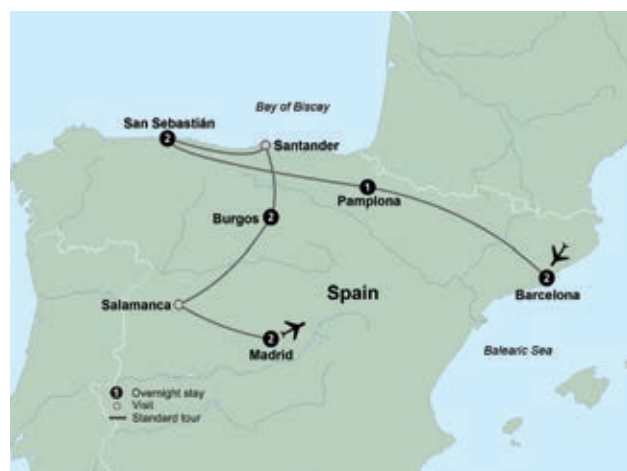 Bay of Biscay
San Sebastián
2
Santander
1
Pamplona
Burgos 2
2
Barcelona
Spain
Salamanca
2
Madrid
Balearic Sea
1 Overnight stay
Visit
Standard tour